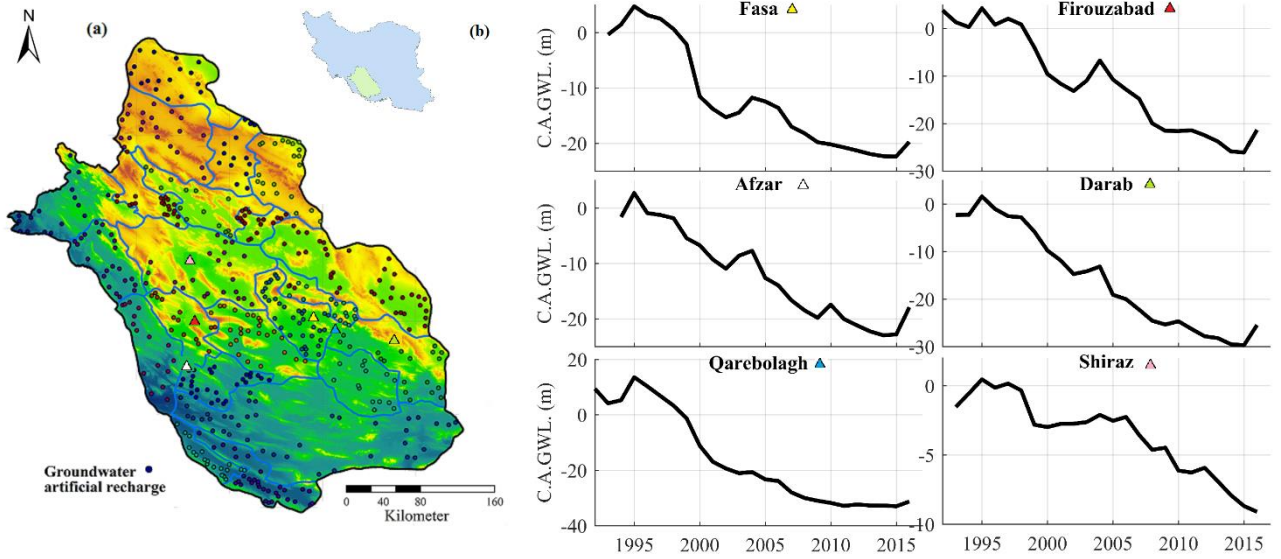 N
(a)
(b)
Groundwater
artificial recharge
0 40 80 160
Kilometer
Fasa
C.A.GWL. (m)
0
-10
-20
Firouzabad
0
-10
-20
-30
Afzar
C.A.GWL. (m)
0
-10
-20
Darab
0
-10
-20
-30
Qarebolagh
C.A.GWL. (m)
20
0
-20
-40
1995 2000 2005 2010 2015
Shiraz
0
-5
-10
1995 2000 2005 2010 2015